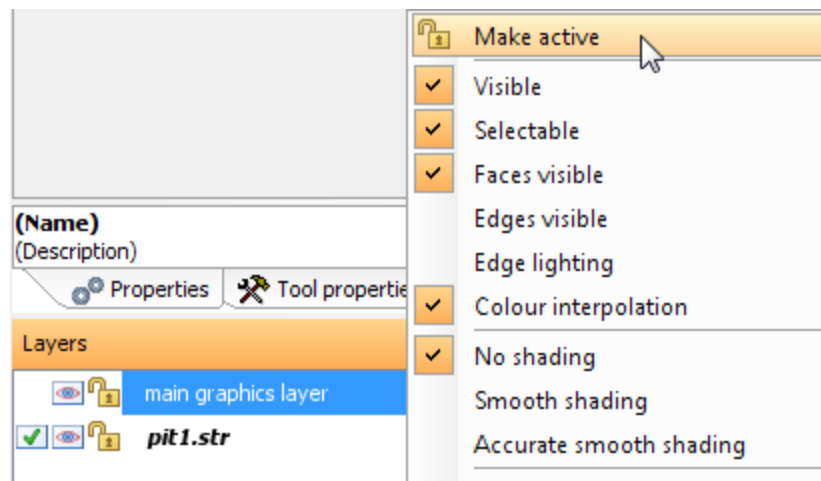 Make active
Visible
Selectable
Faces visible
Edges visible
Edge lighting
Colour interpolation
No shading
Smooth shading
Accurate smooth shading
(Name)
(Description)
Properties
Tool propertie
Layers
main graphics layer
pit1.str